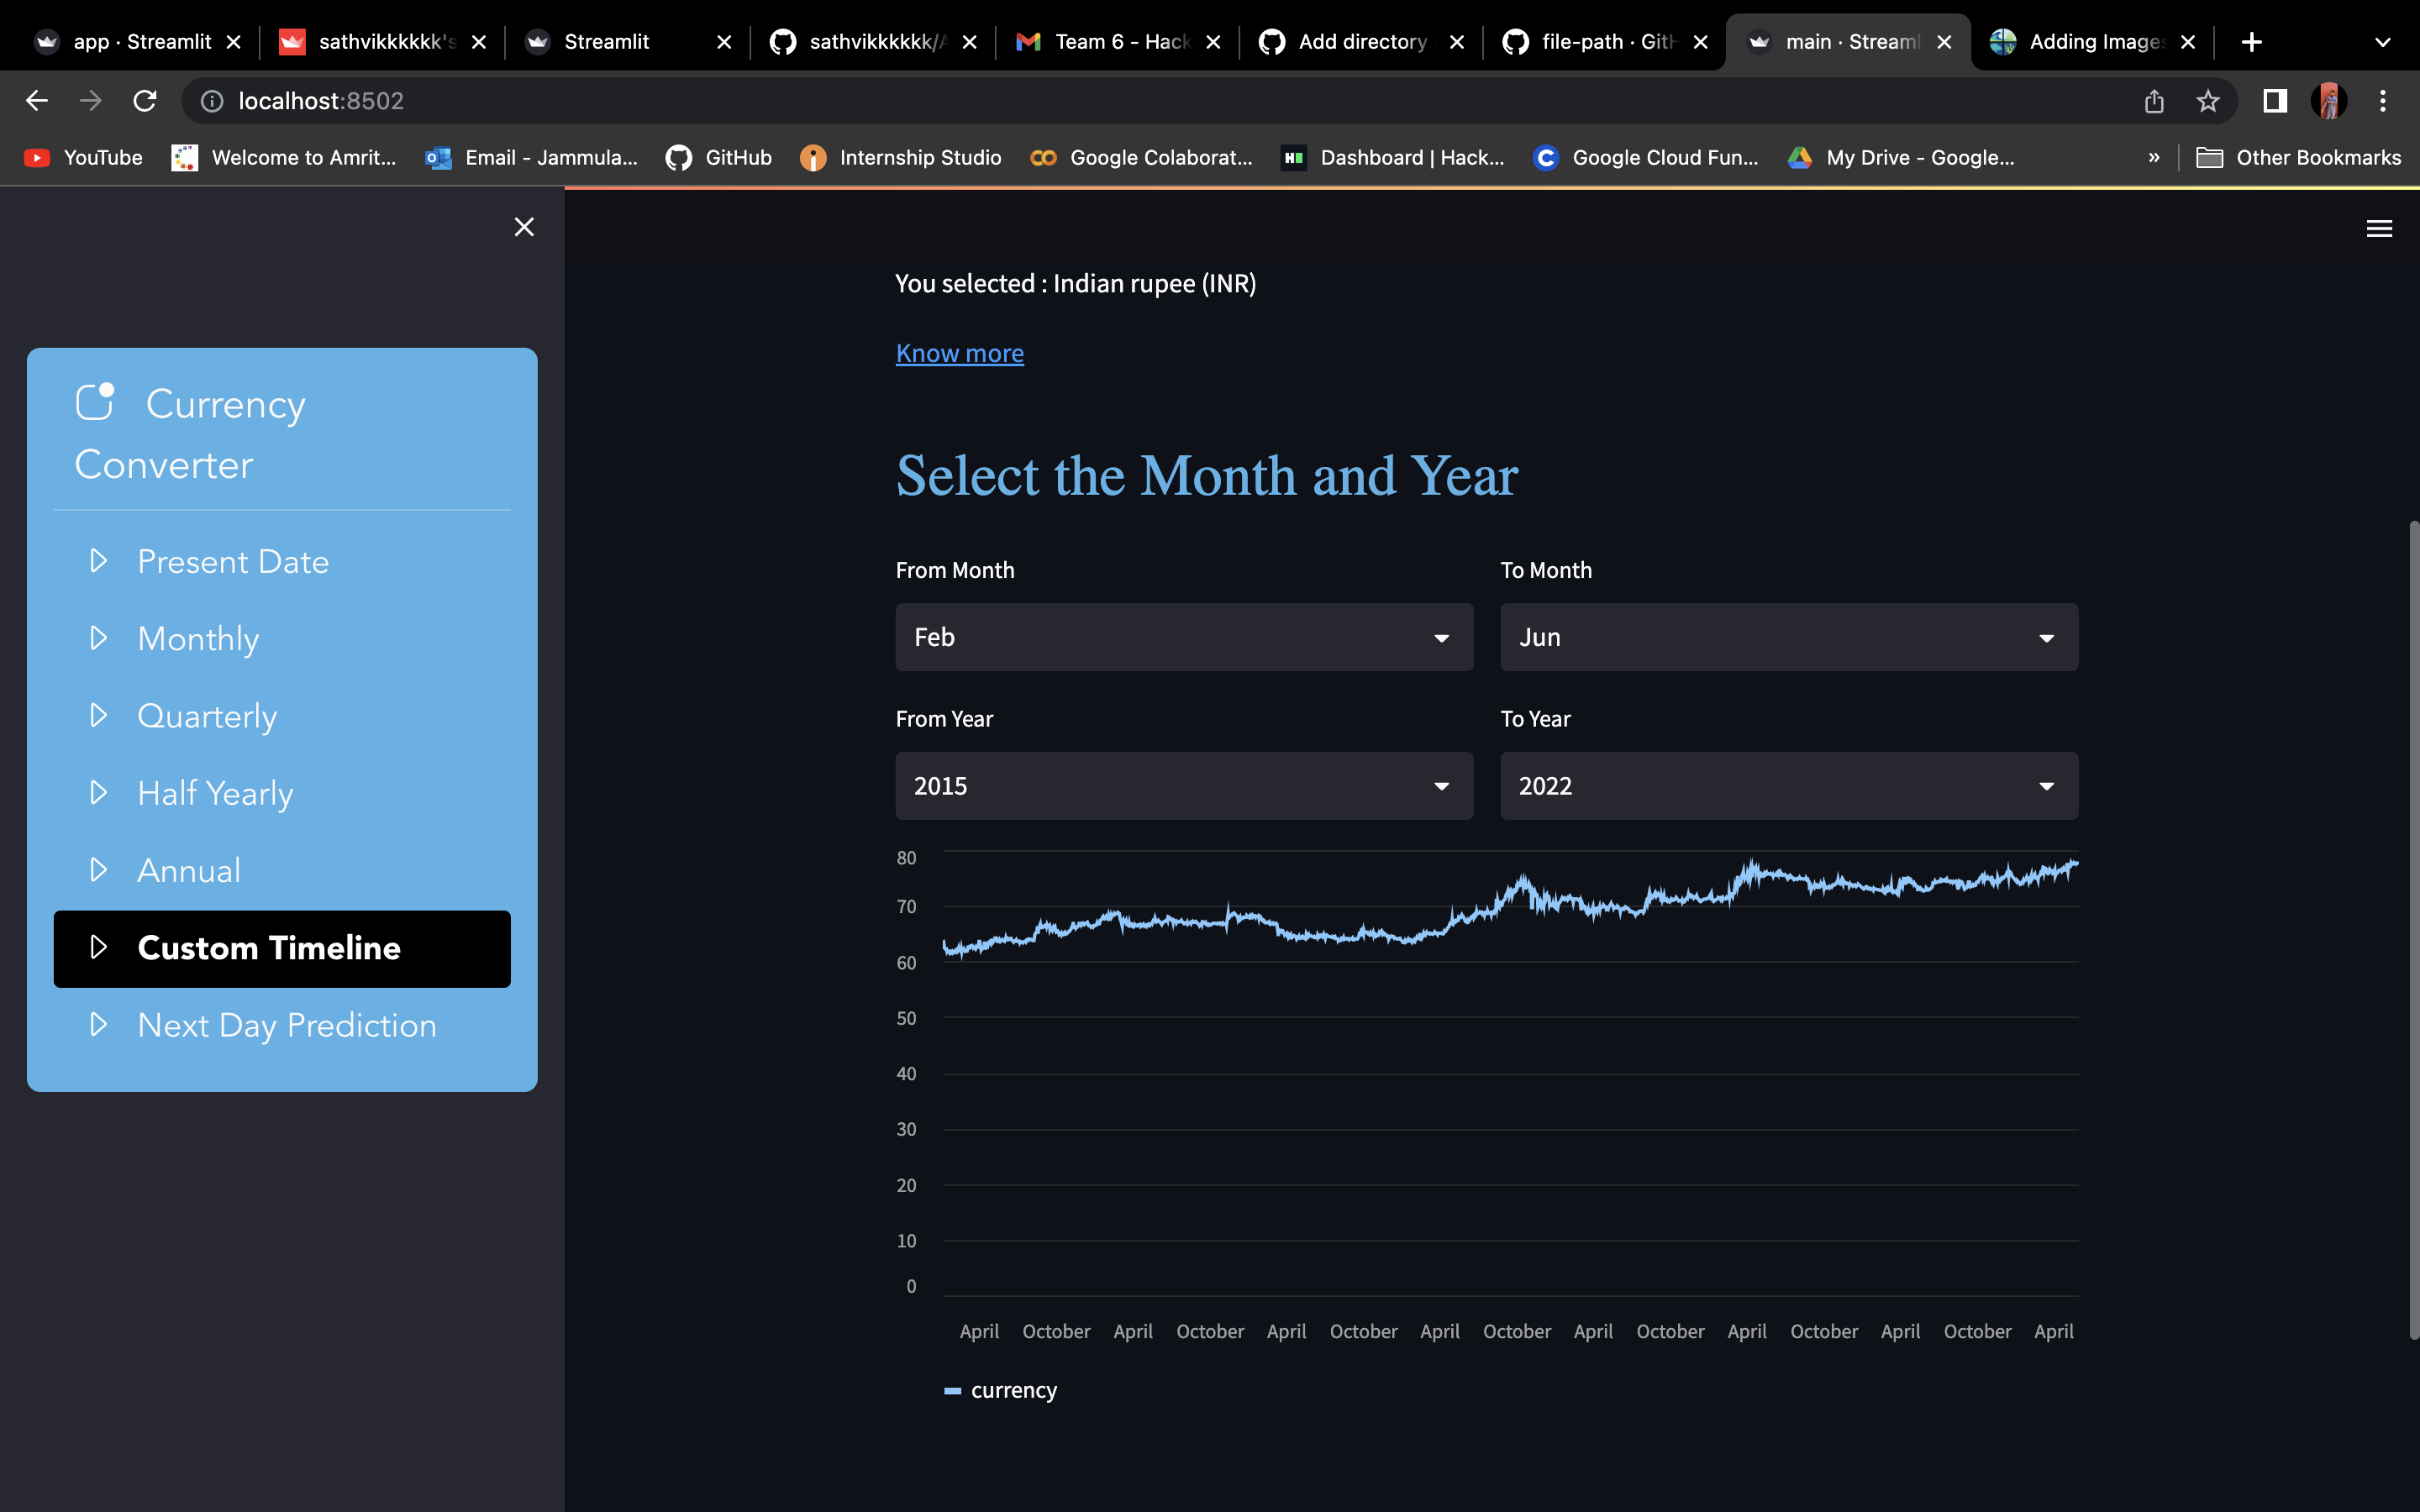 app · Streamlit
sathvikkkkkk's
Streamlit
sathvikkkkkk/A
Team 6 - Hack
Add directory
file-path · GitH
main · Streaml
Adding Images
localhost:8502
YouTube
Welcome to Amrit...
Email - Jammula...
GitHub
Internship Studio
Google Colaborat...
Dashboard | Hack...
Google Cloud Fun...
My Drive - Google...
»
Other Bookmarks
Currency
Converter
Present Date
Monthly
Quarterly
Half Yearly
Annual
Custom Timeline
Next Day Prediction
You selected : Indian rupee (INR)
Know more
Select the Month and Year
From Month
To Month
Feb
Jun
From Year
To Year
2015
2022
80
70
60
50
40
30
20
10
0
April October April October April October April October April October April October April October April
currency